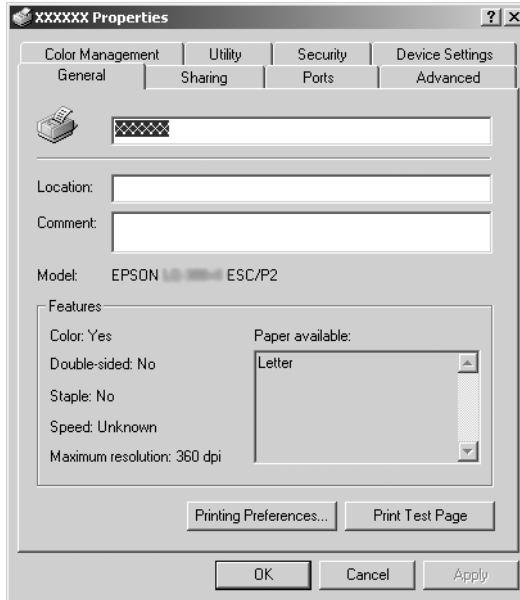 XXXXXX Properties
Color Management Utility Security Device Settings
General Sharing Ports Advanced
XXXXXX
Location:
Comment:
Model: EPSON ESC/P2
Features
Color: Yes
Paper available:
Double-sided: No
Letter
Staple: No
Speed: Unknown
Maximum resolution: 360 dpi
Printing Preferences... Print Test Page
OK Cancel Apply